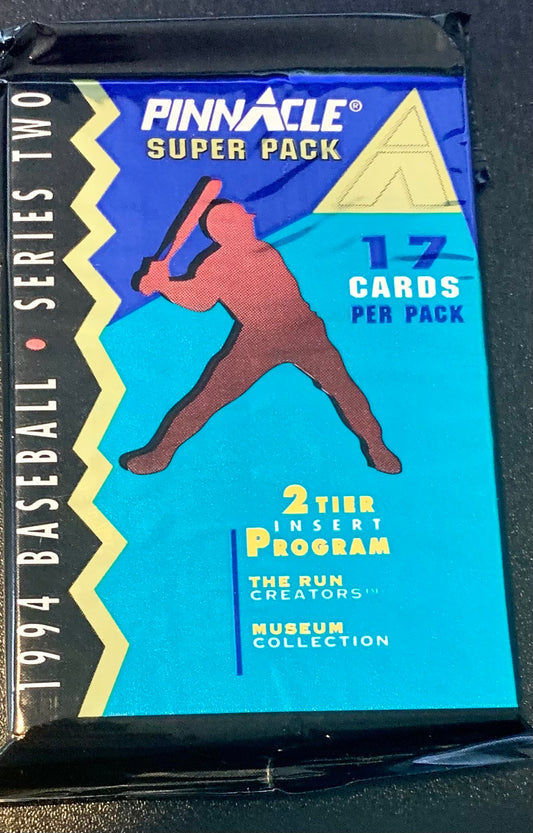 PINNACLE®
SUPER PACK
17
CARDS
PER PACK
1994 BASEBALL • SERIES TWO
2 TIER
INSERT
PROGRAM
THE RUN
CREATORS™
MUSEUM
COLLECTION